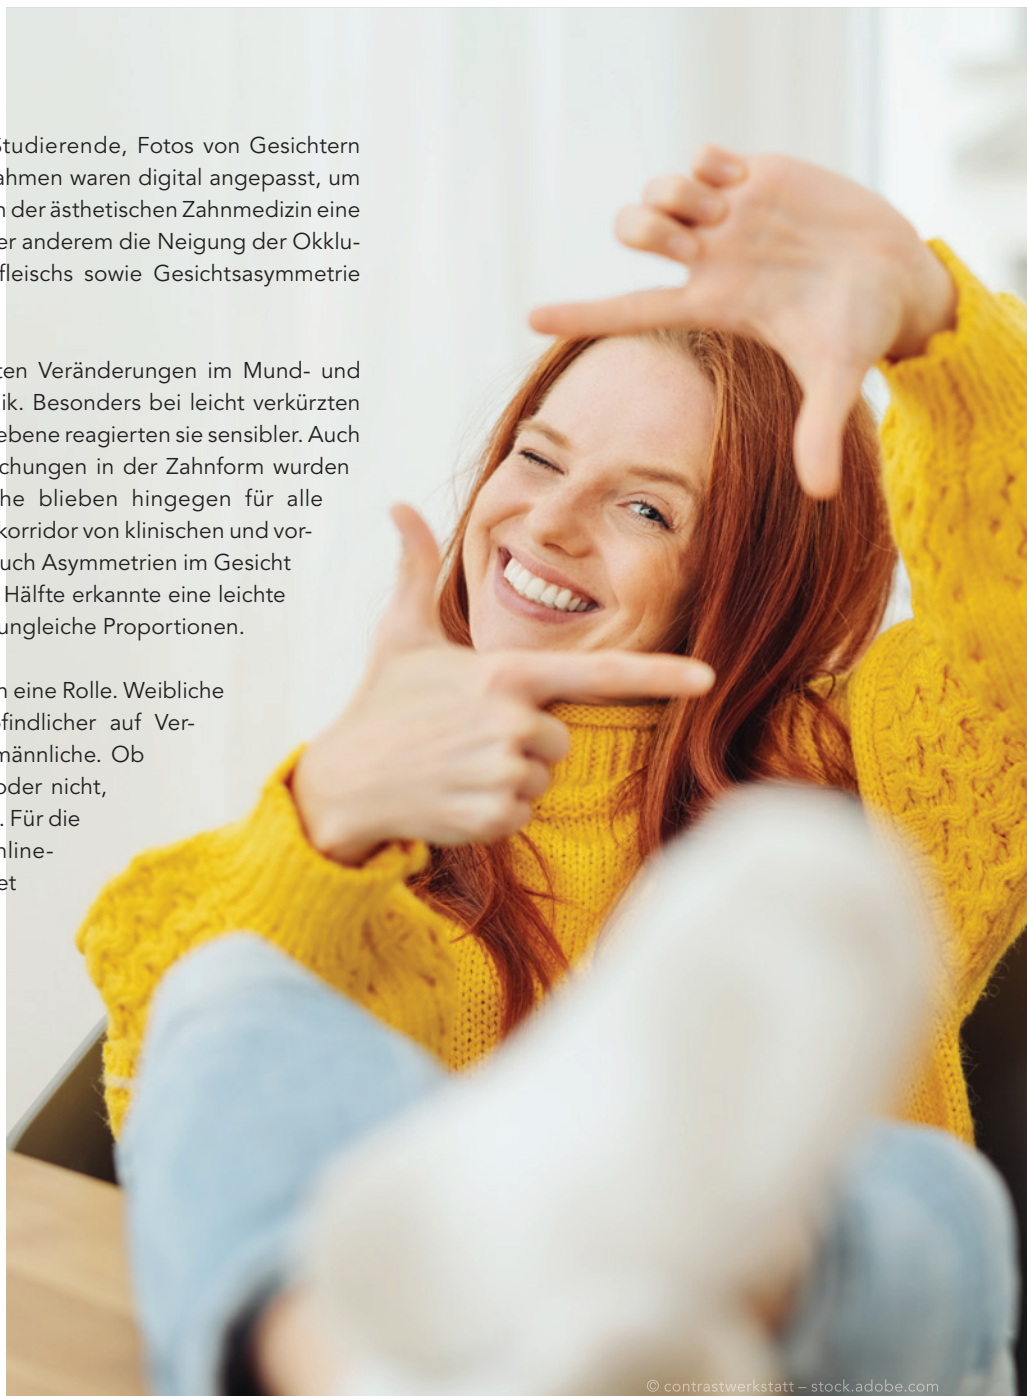 Studierende, Fotos von Gesichtern
ahmen waren digital angepasst, um
der ästhetischen Zahnmedizin eine
er anderem die Neigung der Okklu-
fleischs sowie Gesichtsasymmetrie
ten Veränderungen im Mund- und
ik. Besonders bei leicht verkürzten
ebene reagierten sie sensibler. Auch
chungen in der Zahnform wurden
he blieben hingegen für alle
korridor von klinischen und vor-
uch Asymmetrien im Gesicht
Hälfte erkannte eine leichte
ungleiche Proportionen.
eine Rolle. Weibliche
findlicher auf Ver-
männliche. Ob
oder nicht,
. Für die
nline-
et
© contrastwerkstatt – stock.adobe.com